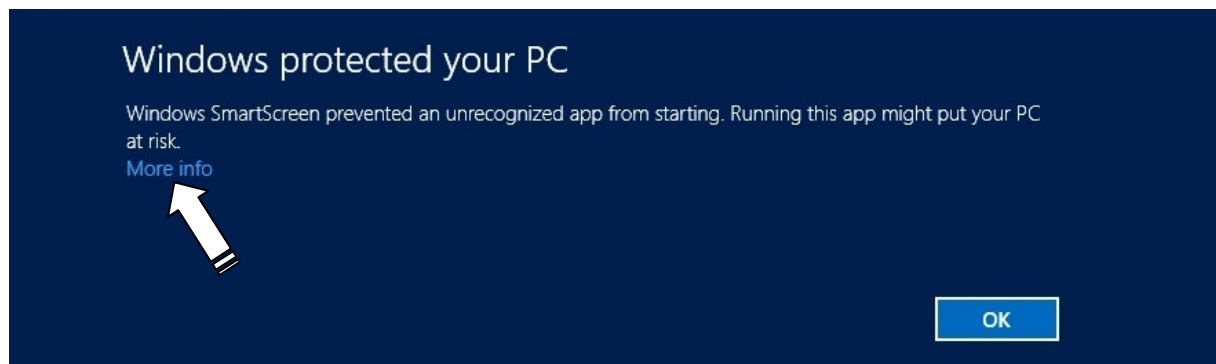 Windows protected your PC
Windows SmartScreen prevented an unrecognized app from starting. Running this app might put your PC
at risk.
More info
OK